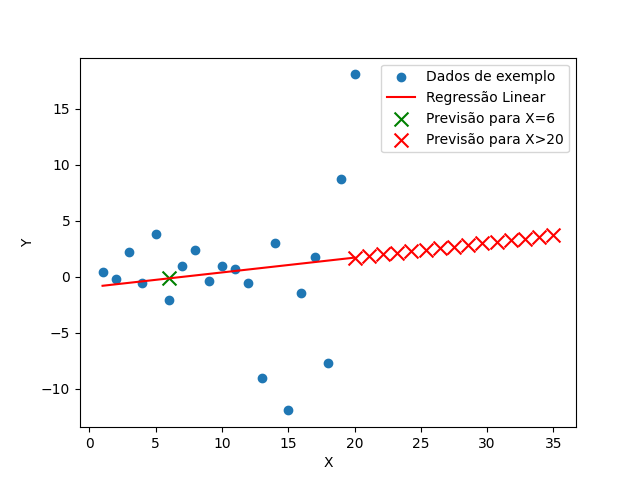 Dados de exemplo
Regressão Linear
Previsão para X=6
Previsão para X>20
15
10
5
0
−5
−10
Y
0 5 10 15 20 25 30 35
X